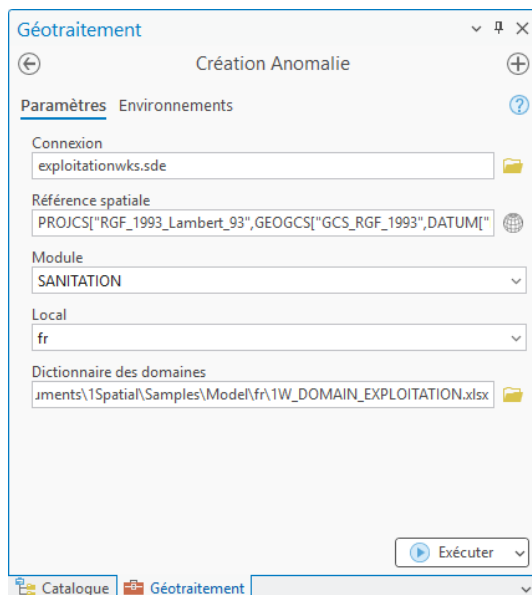 Géotraitement
Création Anomalie
Paramètres Environnements
Connexion
exploitationwks.sde
Référence spatiale
PROJCS["RGF_1993_Lambert_93",GEOGCS["GCS_RGF_1993",DATUM["
Module
SANITATION
Local
fr
Dictionnaire des domaines
uments\1Spatial\Samples\Model\fr\1W_DOMAIN_EXPLOITATION.xlsx
Exécuter
Catalogue Géotraitement